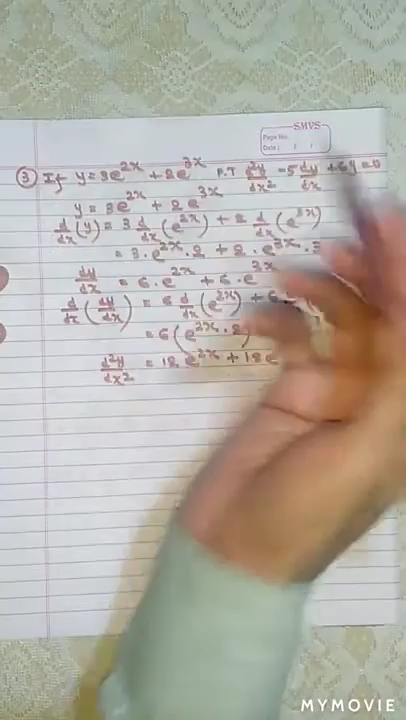 SMVS
Page No.
Date : / /
③ If y = 3e^2x + 2e^3x P.T d²y/dx² - 5 dy/dx + 6y = 0
y = 3e^2x + 2e^3x
d/dx (y) = 3 d/dx (e^2x) + 2 d/dx (e^3x)
= 3.e^2x.2 + 2.e^3x.3
dy/dx = 6.e^2x + 6.e^3x
d/dx (dy/dx) = 6 d/dx (e^2x) + 6
= 6(e^2x.2)
d²y/dx² = 12e^2x + 18e
MYMOVIE